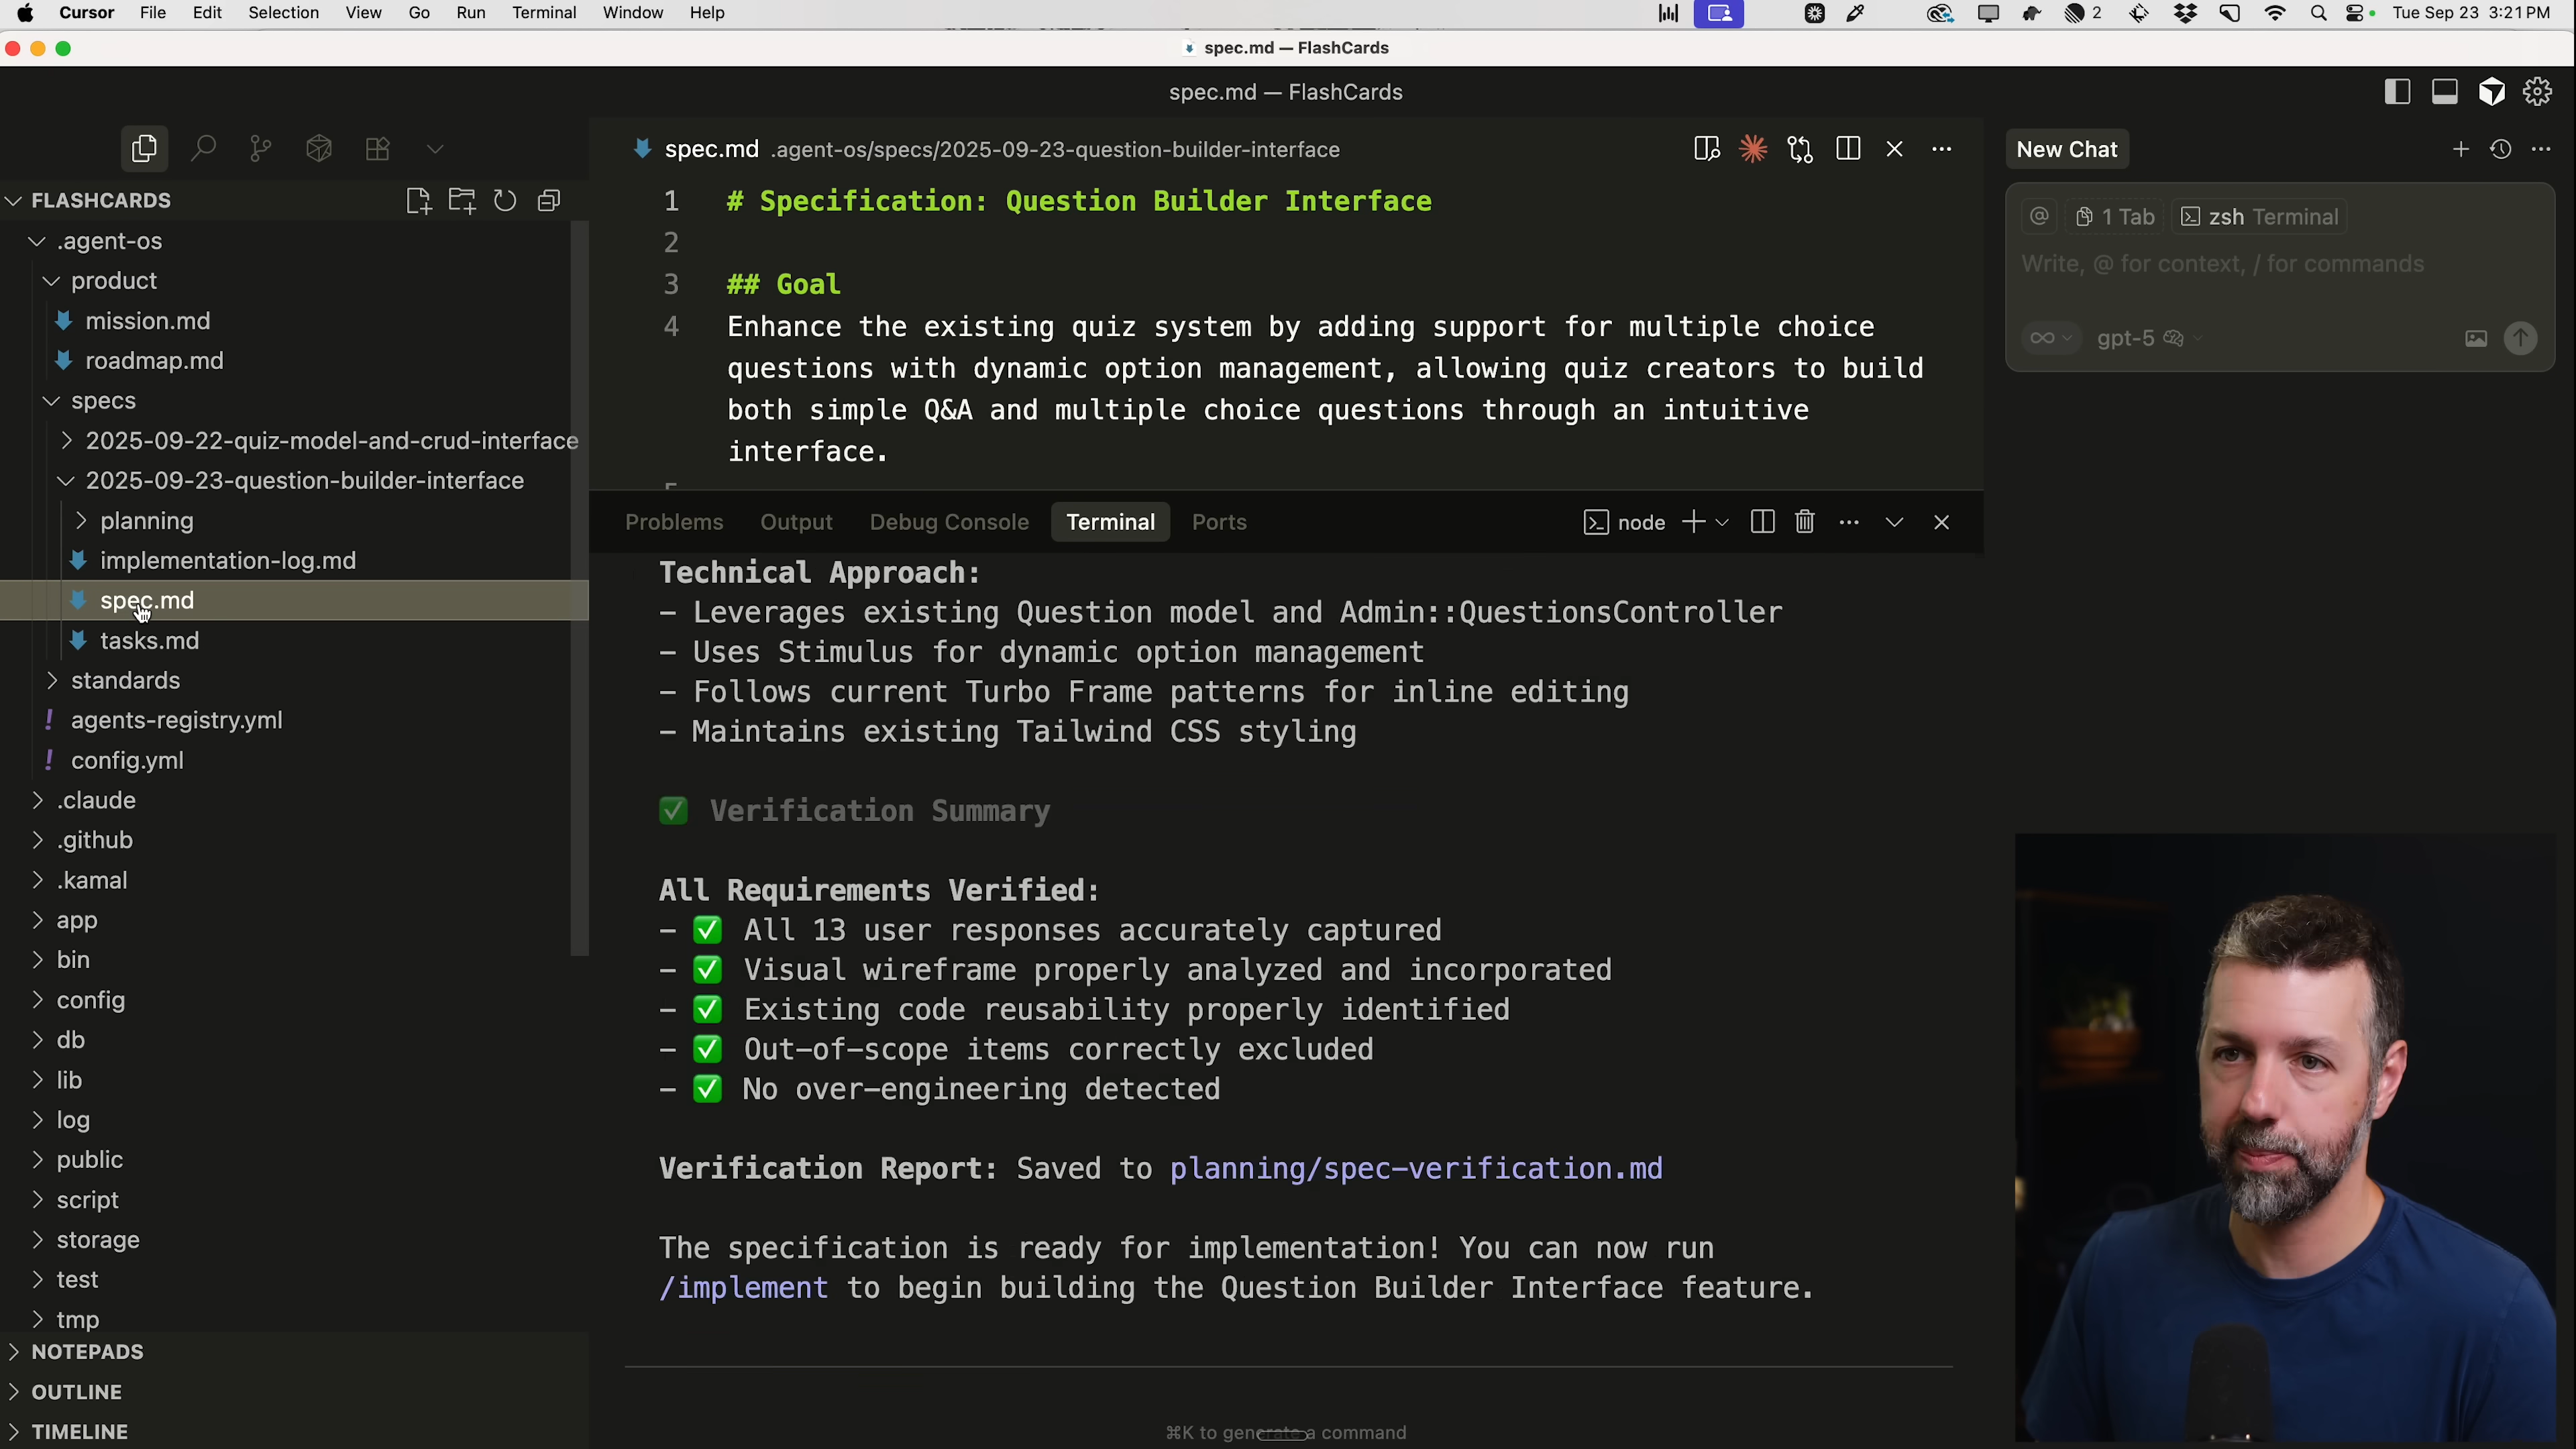 Cursor File Edit Selection View Go Run Terminal Window Help
2 Tue Sep 23 3:21 PM
spec.md — FlashCards
spec.md — FlashCards
FLASHCARDS
.agent-os
product
mission.md
roadmap.md
specs
2025-09-22-quiz-model-and-crud-interface
2025-09-23-question-builder-interface
planning
implementation-log.md
spec.md
tasks.md
standards
! agents-registry.yml
! config.yml
.claude
.github
.kamal
app
bin
config
db
lib
log
public
script
storage
test
tmp
NOTEPADS
OUTLINE
TIMELINE
spec.md .agent-os/specs/2025-09-23-question-builder-interface
1 # Specification: Question Builder Interface
2
3 ## Goal
4 Enhance the existing quiz system by adding support for multiple choice
questions with dynamic option management, allowing quiz creators to build
both simple Q&A and multiple choice questions through an intuitive
interface.
Problems Output Debug Console Terminal Ports
node
Technical Approach:
- Leverages existing Question model and Admin::QuestionsController
- Uses Stimulus for dynamic option management
- Follows current Turbo Frame patterns for inline editing
- Maintains existing Tailwind CSS styling
✅ Verification Summary
All Requirements Verified:
- ✅ All 13 user responses accurately captured
- ✅ Visual wireframe properly analyzed and incorporated
- ✅ Existing code reusability properly identified
- ✅ Out-of-scope items correctly excluded
- ✅ No over-engineering detected
Verification Report: Saved to planning/spec-verification.md
The specification is ready for implementation! You can now run
/implement to begin building the Question Builder Interface feature.
⌘K to generate a command
New Chat
@ 1 Tab zsh Terminal
Write, @ for context, / for commands
∞ gpt-5